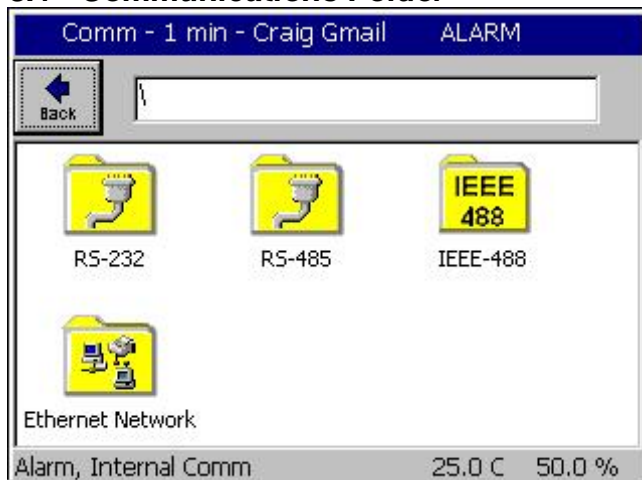 Comm - 1 min - Craig Gmail ALARM
Back
\
RS-232 RS-485 IEEE 488 IEEE-488
Ethernet Network
Alarm, Internal Comm 25.0 C 50.0 %